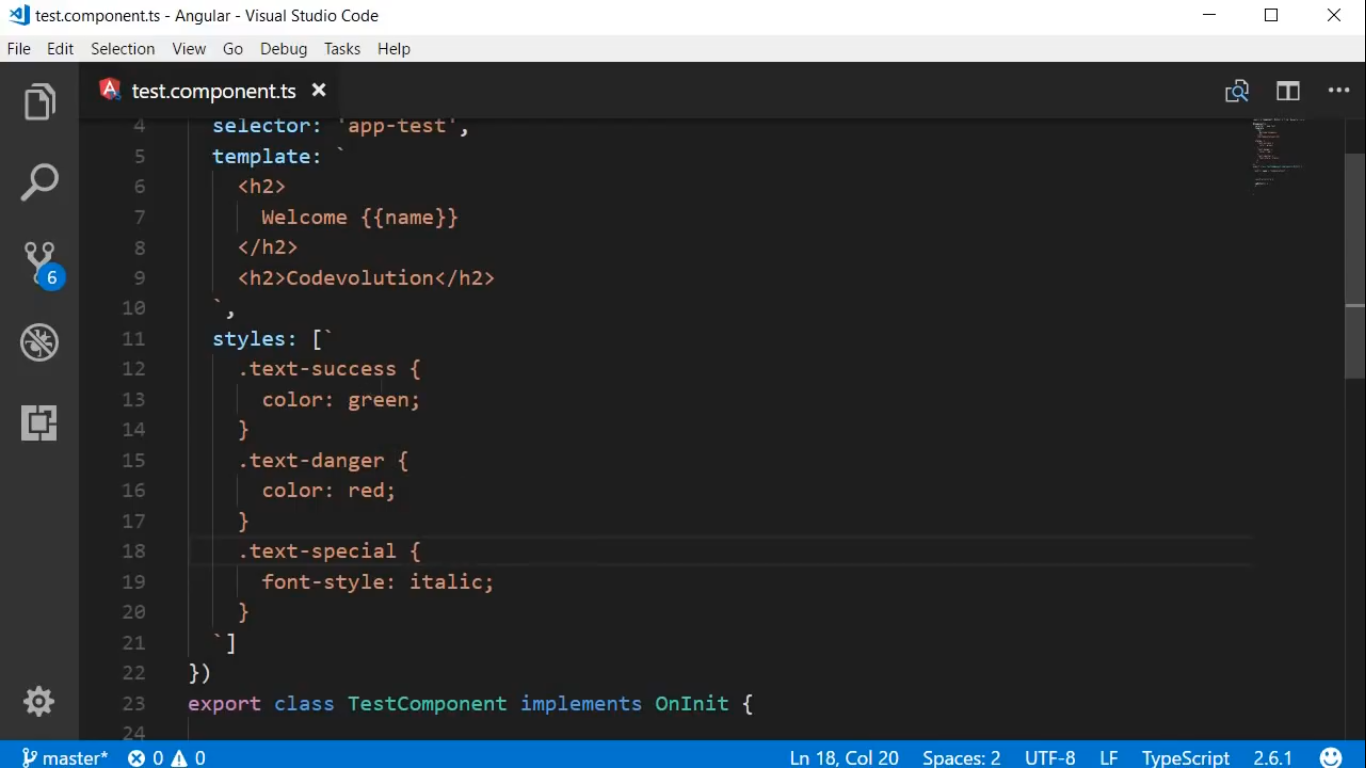 test.component.ts - Angular - Visual Studio Code
File Edit Selection View Go Debug Tasks Help
test.component.ts
4 selector: 'app-test',
5 template: `
6 <h2>
7 Welcome {{name}}
8 </h2>
9 <h2>Codevolution</h2>
10 `,
11 styles: [`
12 .text-success {
13 color: green;
14 }
15 .text-danger {
16 color: red;
17 }
18 .text-special {
19 font-style: italic;
20 }
21 `]
22 })
23 export class TestComponent implements OnInit {
24
6
master* 0 0 Ln 18, Col 20 Spaces: 2 UTF-8 LF TypeScript 2.6.1